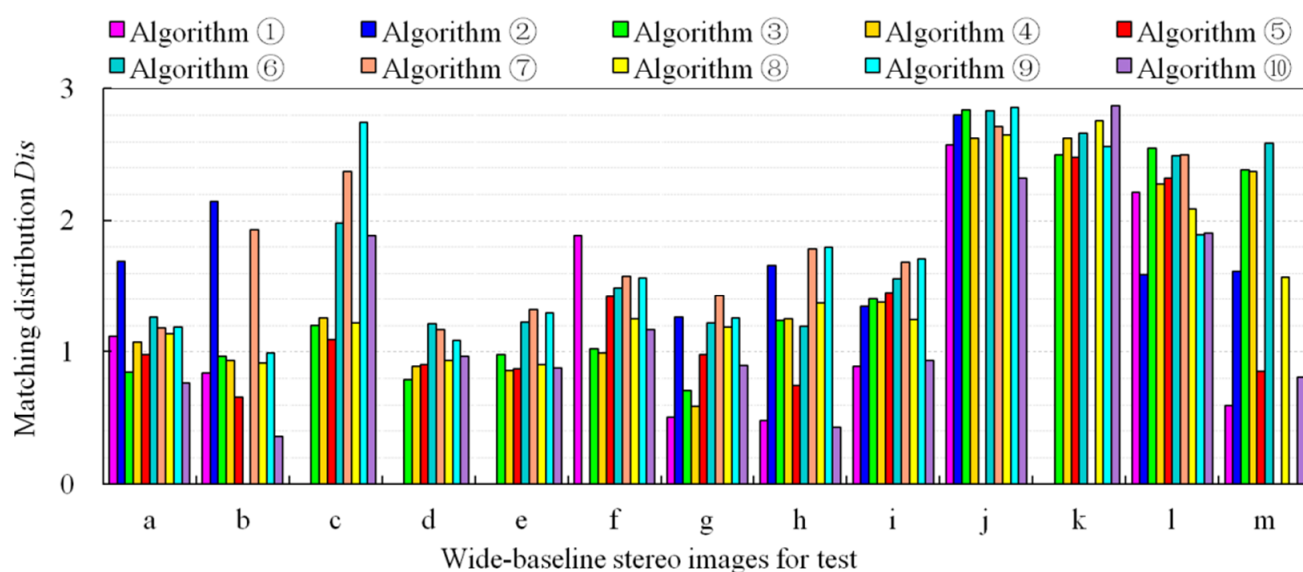 Algorithm ① Algorithm ② Algorithm ③ Algorithm ④ Algorithm ⑤
Algorithm ⑥ Algorithm ⑦ Algorithm ⑧ Algorithm ⑨ Algorithm ⑩
Matching distribution Dis
3
2
1
0
a b c d e f g h i j k l m
Wide-baseline stereo images for test